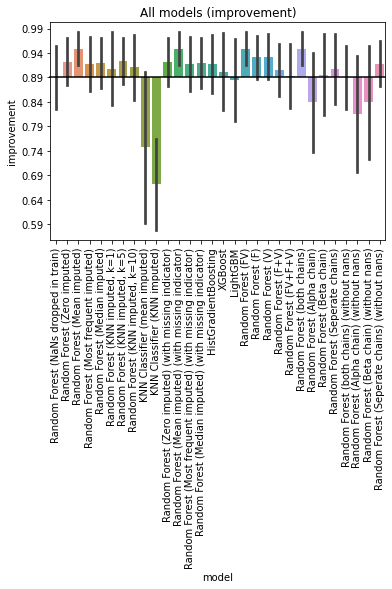 All models (improvement)
improvement
0.99
0.94
0.89
0.84
0.79
0.74
0.69
0.64
0.59
Random Forest (NaNs dropped in train)
Random Forest (Zero imputed)
Random Forest (Mean imputed)
Random Forest (Most frequent imputed)
Random Forest (Median imputed)
Random Forest (KNN imputed, k=1)
Random Forest (KNN imputed, k=5)
Random Forest (KNN imputed, k=10)
KNN Classifier (mean imputed)
KNN Classifier (KNN imputed)
Random Forest (Zero imputed) (with missing indicator)
Random Forest (Mean imputed) (with missing indicator)
Random Forest (Most frequent imputed) (with missing indicator)
Random Forest (Median imputed) (with missing indicator)
HistGradientBoosting
XGBoost
LightGBM
Random Forest (FV)
Random Forest (F)
Random Forest (V)
Random Forest (F+V)
Random Forest (FV+F+V)
Random Forest (both chains)
Random Forest (Alpha chain)
Random Forest (Beta chain)
Random Forest (Seperate chains)
Random Forest (both chains) (without nans)
Random Forest (Alpha chain) (without nans)
Random Forest (Beta chain) (without nans)
Random Forest (Seperate chains) (without nans)
model